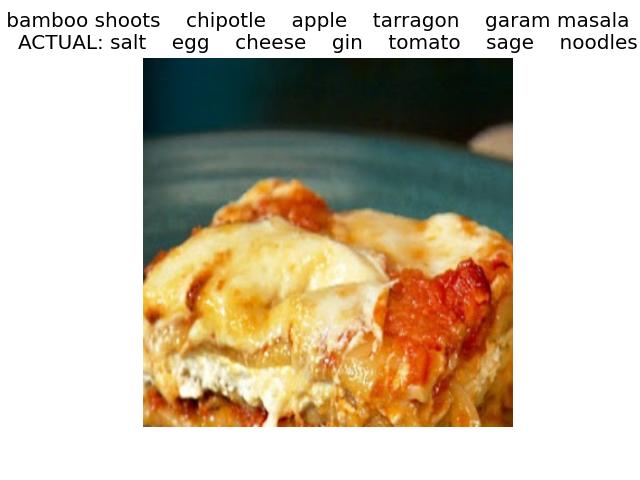 bamboo shoots chipotle apple tarragon garam masala
ACTUAL: salt egg cheese gin tomato sage noodles